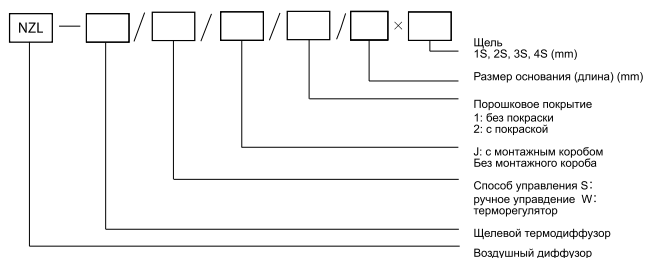 NZL — / / / / ×
Щель
1S, 2S, 3S, 4S (mm)
Размер основания (длина) (mm)
Порошковое покрытие
1: без покраски
2: с покраской
J: с монтажным коробом
Без монтажного короба
Способ управления S:
ручное упрaвдение W:
терморегулятор
Щелевой термодиффузор
Воздушный диффузор